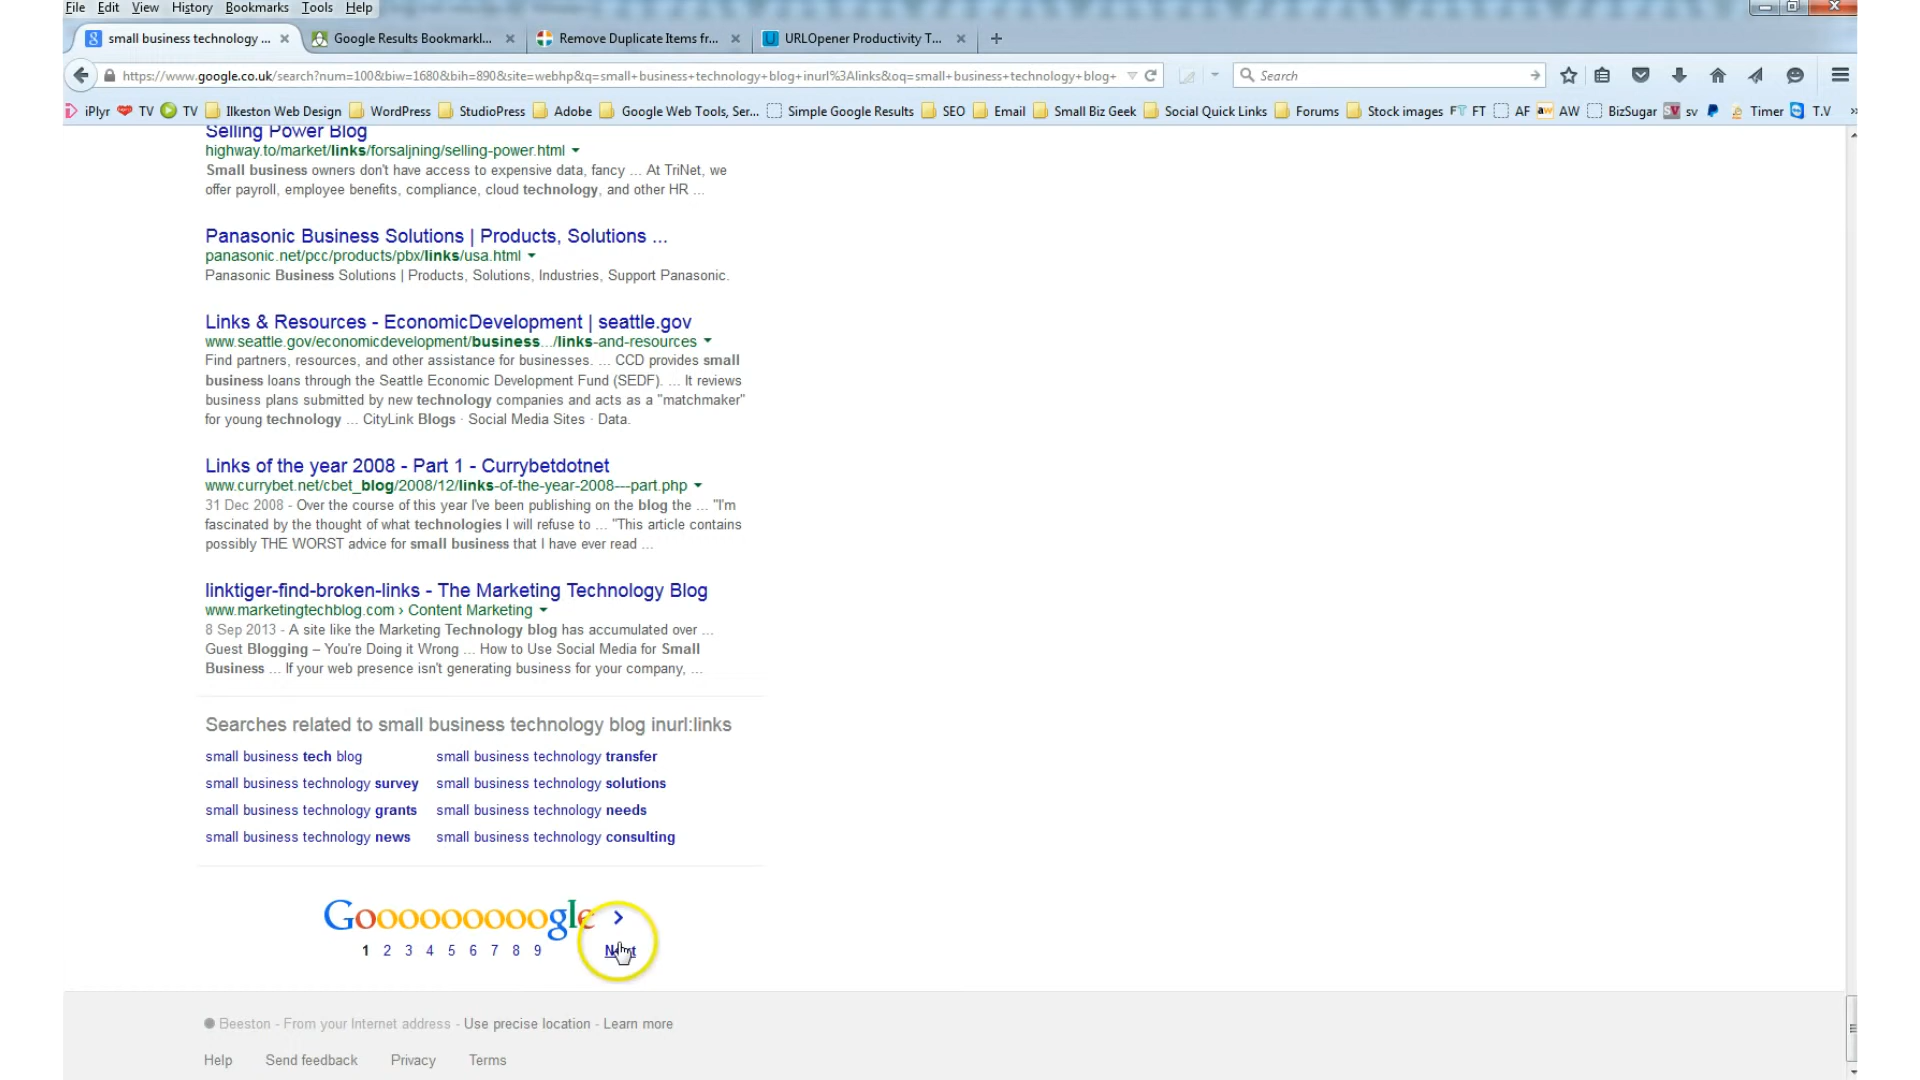 File Edit View History Bookmarks Tools Help
small business technology ... Google Results Bookmarkl... Remove Duplicate Items fr... URLOpener Productivity T...
https://www.google.co.uk/search?num=100&biw=1680&bih=890&site=webhp&q=small+business+technology+blog+inurl%3Alinks&oq=small+business+technology+blog+ Search
iPlyr TV TV Ilkeston Web Design WordPress StudioPress Adobe Google Web Tools, Ser... Simple Google Results SEO Email Small Biz Geek Social Quick Links Forums Stock images FT FT AF aw AW BizSugar SV sv Timer T.V »
Selling Power Blog
highway.to/market/links/forsaljning/selling-power.html
Small business owners don't have access to expensive data, fancy ... At TriNet, we
offer payroll, employee benefits, compliance, cloud technology, and other HR ...
Panasonic Business Solutions | Products, Solutions ...
panasonic.net/pcc/products/pbx/links/usa.html
Panasonic Business Solutions | Products, Solutions, Industries, Support Panasonic.
Links & Resources - EconomicDevelopment | seattle.gov
www.seattle.gov/economicdevelopment/business.../links-and-resources
Find partners, resources, and other assistance for businesses. ... CCD provides small
business loans through the Seattle Economic Development Fund (SEDF). ... It reviews
business plans submitted by new technology companies and acts as a "matchmaker"
for young technology ... CityLink Blogs · Social Media Sites · Data.
Links of the year 2008 - Part 1 - Currybetdotnet
www.currybet.net/cbet_blog/2008/12/links-of-the-year-2008---part.php
31 Dec 2008 - Over the course of this year I've been publishing on the blog the ... "I'm
fascinated by the thought of what technologies I will refuse to ... "This article contains
possibly THE WORST advice for small business that I have ever read ...
linktiger-find-broken-links - The Marketing Technology Blog
www.marketingtechblog.com › Content Marketing
8 Sep 2013 - A site like the Marketing Technology blog has accumulated over ...
Guest Blogging – You're Doing it Wrong ... How to Use Social Media for Small
Business ... If your web presence isn't generating business for your company, ...
Searches related to small business technology blog inurl:links
small business tech blog small business technology transfer
small business technology survey small business technology solutions
small business technology grants small business technology needs
small business technology news small business technology consulting
Gooooooooogle >
1 2 3 4 5 6 7 8 9 Next
Beeston - From your Internet address - Use precise location - Learn more
Help Send feedback Privacy Terms